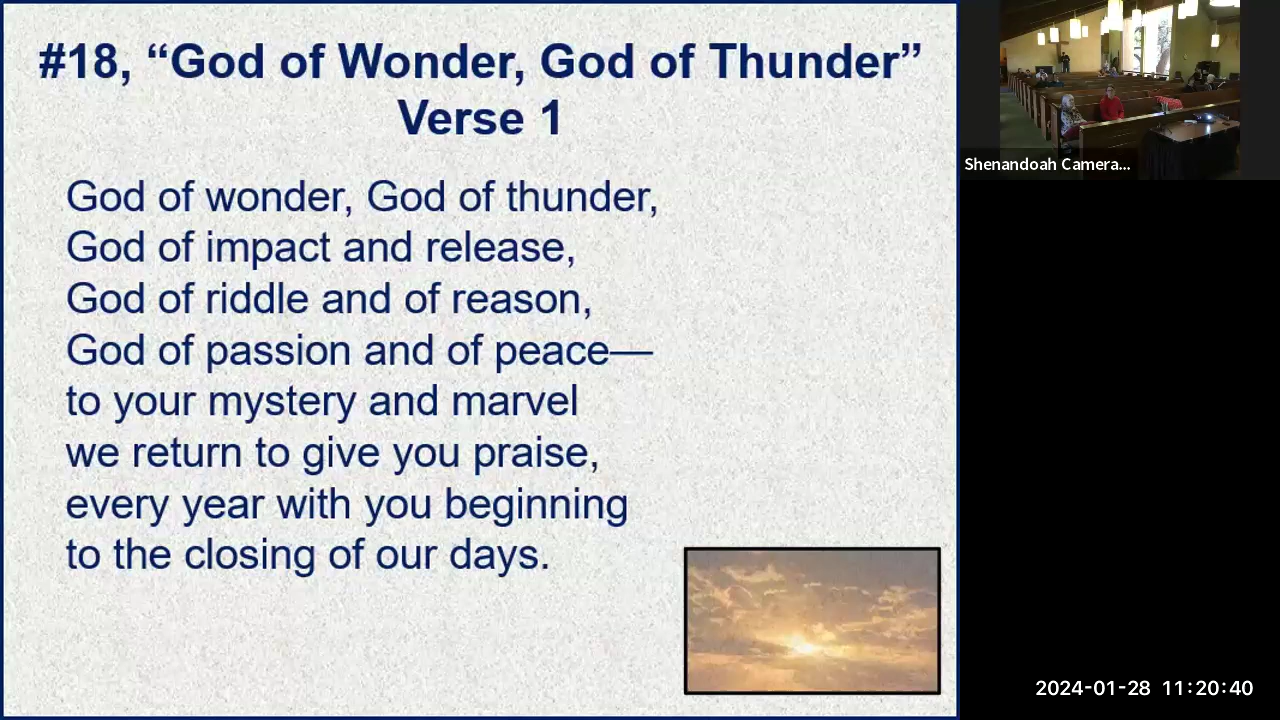 #18, “God of Wonder, God of Thunder”
Verse 1
God of wonder, God of thunder,
God of impact and release,
God of riddle and of reason,
God of passion and of peace—
to your mystery and marvel
we return to give you praise,
every year with you beginning
to the closing of our days.
Shenandoah Camera...
2024-01-28 11:20:40